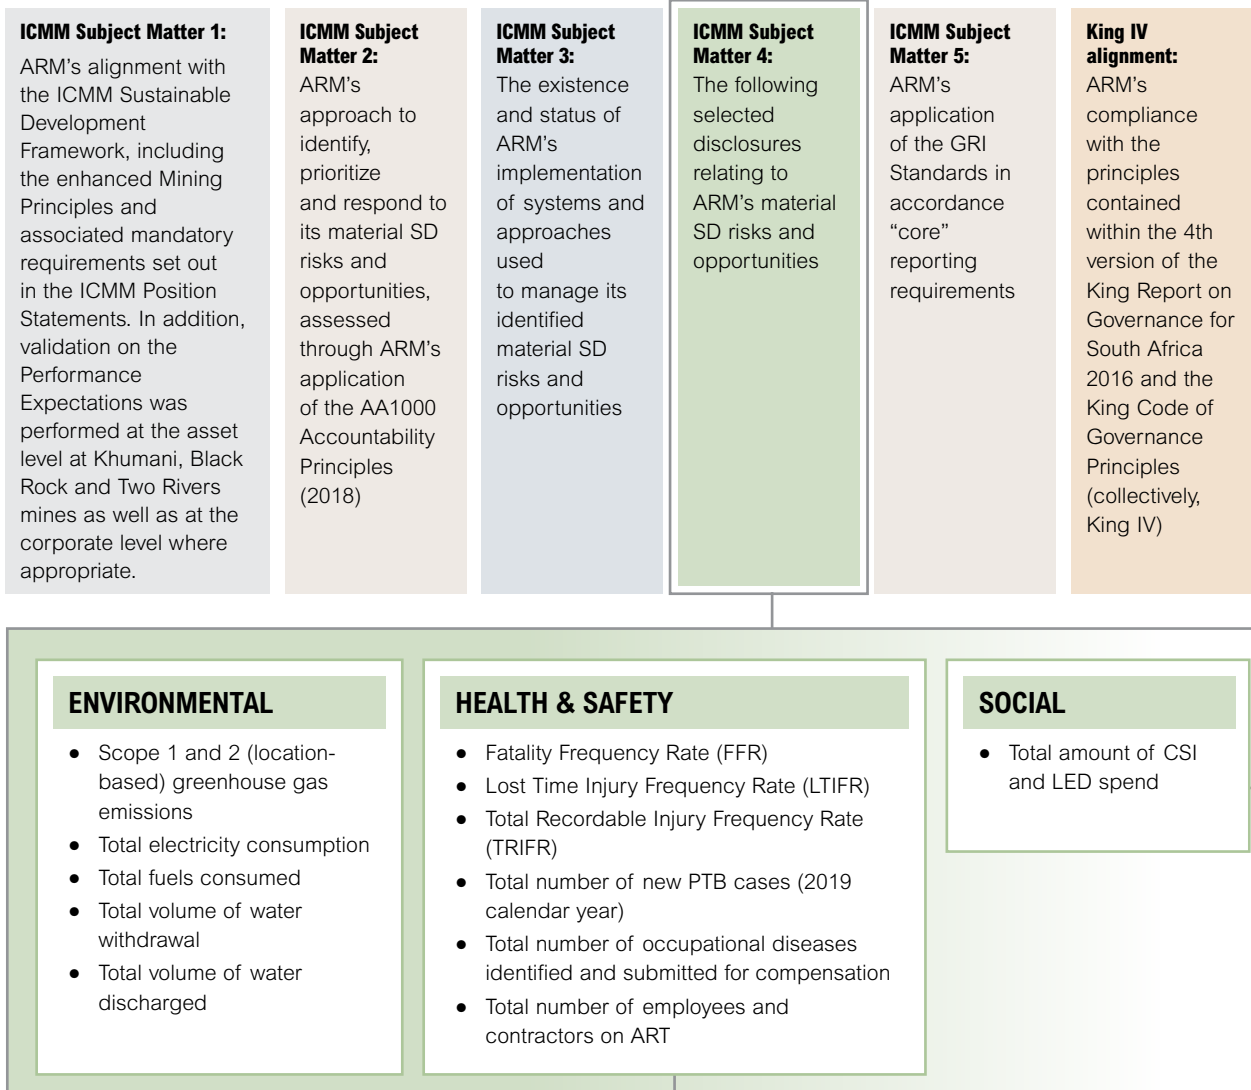 ICMM Subject Matter 1:
ARM's alignment with
the ICMM Sustainable
Development
Framework, including
the enhanced Mining
Principles and
associated mandatory
requirements set out
in the ICMM Position
Statements. In addition,
validation on the
Performance
Expectations was
performed at the asset
level at Khumani, Black
Rock and Two Rivers
mines as well as at the
corporate level where
appropriate.
ICMM Subject
Matter 2:
ARM's
approach to
identify,
prioritize
and respond to
its material SD
risks and
opportunities,
assessed
through ARM's
application
of the AA1000
Accountability
Principles
(2018)
ICMM Subject
Matter 3:
The existence
and status of
ARM's
implementation
of systems and
approaches
used
to manage its
identified
material SD
risks and
opportunities
ICMM Subject
Matter 4:
The following
selected
disclosures
relating to
ARM's material
SD risks and
opportunities
ICMM Subject
Matter 5:
ARM's
application
of the GRI
Standards in
accordance
“core”
reporting
requirements
King IV
alignment:
ARM's
compliance
with the
principles
contained
within the 4th
version of the
King Report on
Governance for
South Africa
2016 and the
King Code of
Governance
Principles
(collectively,
King IV)
ENVIRONMENTAL
● Scope 1 and 2 (location-
based) greenhouse gas
emissions
● Total electricity consumption
● Total fuels consumed
● Total volume of water
withdrawal
● Total volume of water
discharged
HEALTH & SAFETY
● Fatality Frequency Rate (FFR)
● Lost Time Injury Frequency Rate (LTIFR)
● Total Recordable Injury Frequency Rate
(TRIFR)
● Total number of new PTB cases (2019
calendar year)
● Total number of occupational diseases
identified and submitted for compensation
● Total number of employees and
contractors on ART
SOCIAL
● Total amount of CSI
and LED spend